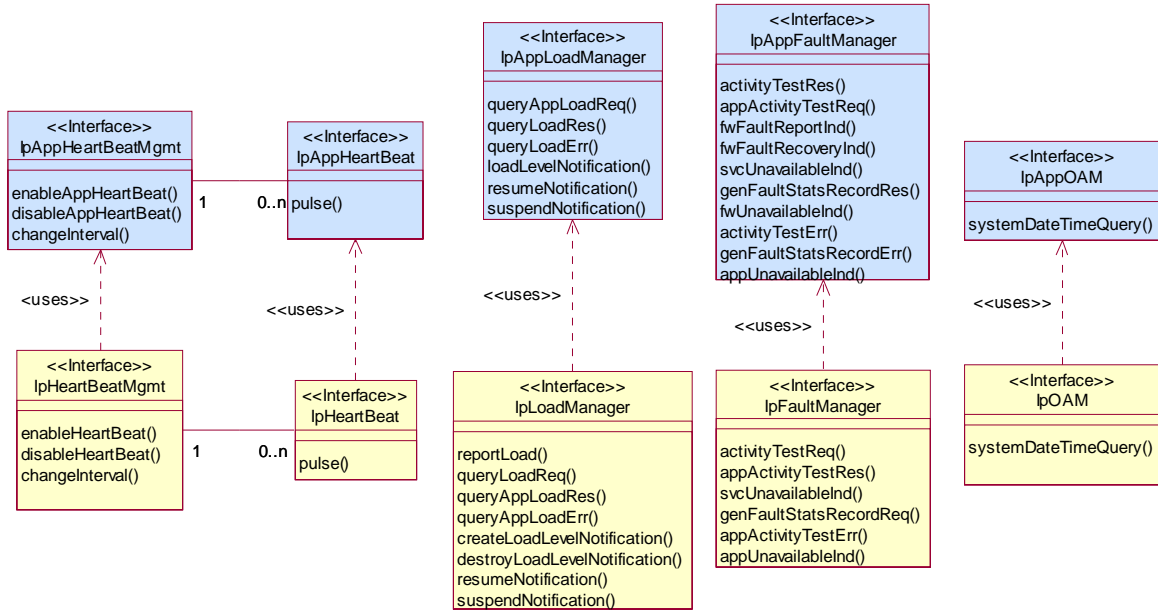 <<Interface>>
IpAppHeartBeatMgmt
enableAppHeartBeat()
disableAppHeartBeat()
changeInterval()
1
0..n
<<Interface>>
IpAppHeartBeat
pulse()
<<Interface>>
IpAppLoadManager
queryAppLoadReq()
queryLoadRes()
queryLoadErr()
loadLevelNotification()
resumeNotification()
suspendNotification()
<<Interface>>
IpAppFaultManager
activityTestRes()
appActivityTestReq()
fwFaultReportInd()
fwFaultRecoveryInd()
svcUnavailableInd()
genFaultStatsRecordRes()
fwUnavailableInd()
activityTestErr()
genFaultStatsRecordErr()
appUnavailableInd()
<<Interface>>
IpAppOAM
systemDateTimeQuery()
<uses>>
<<uses>>
<<uses>>
<<uses>>
<<uses>>
<<Interface>>
IpHeartBeatMgmt
enableHeartBeat()
disableHeartBeat()
changeInterval()
1
0..n
<<Interface>>
IpHeartBeat
pulse()
<<Interface>>
IpLoadManager
reportLoad()
queryLoadReq()
queryAppLoadRes()
queryAppLoadErr()
createLoadLevelNotification()
destroyLoadLevelNotification()
resumeNotification()
suspendNotification()
<<Interface>>
IpFaultManager
activityTestReq()
appActivityTestRes()
svcUnavailableInd()
genFaultStatsRecordReq()
appActivityTestErr()
appUnavailableInd()
<<Interface>>
IpOAM
systemDateTimeQuery()